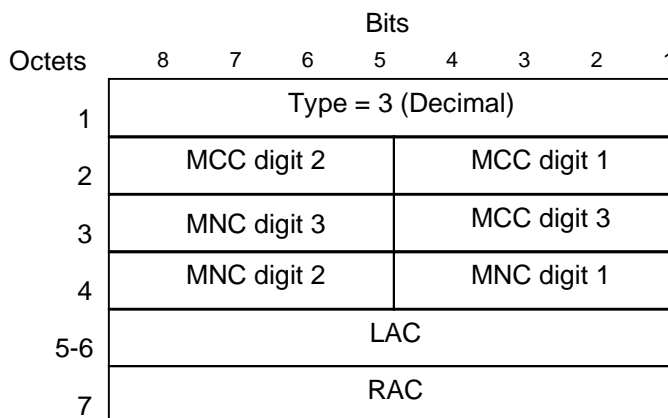 Bits
Octets 8 7 6 5 4 3 2 1
1 Type = 3 (Decimal)
2 MCC digit 2 MCC digit 1
3 MNC digit 3 MCC digit 3
4 MNC digit 2 MNC digit 1
5-6 LAC
7 RAC